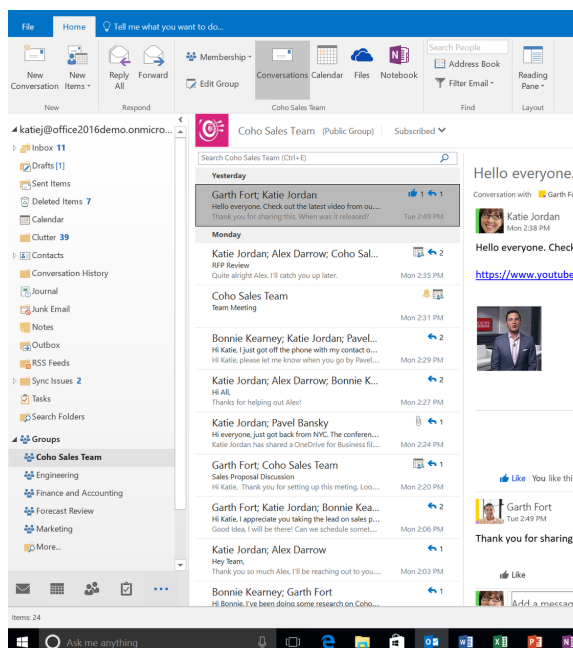 File Home Tell me what you want to do...
New Conversation
New Items
Reply All
Forward
Membership
Edit Group
Conversations
Calendar
Files
Notebook
Search People
Address Book
Filter Email
Reading Pane
New Respond Coho Sales Team Find Layout
katiej@office2016demo.onmicro...
Inbox 11
Drafts [1]
Sent Items
Deleted Items 7
Calendar
Clutter 39
Contacts
Conversation History
Journal
Junk Email
Notes
Outbox
RSS Feeds
Sync Issues 2
Tasks
Search Folders
Groups
Coho Sales Team
Engineering
Finance and Accounting
Forecast Review
Marketing
More...
Coho Sales Team (Public Group) Subscribed
Search Coho Sales Team (Ctrl+E)
Yesterday
Garth Fort; Katie Jordan 1 1
Hello everyone. Check out the latest video from ou...
Thank you for sharing this. When was it released? Tue 2:49 PM
Monday
Katie Jordan; Alex Darrow; Coho Sal... 2
RFP Review
Quite alright Alex. I'll catch you up later. Mon 2:35 PM
Coho Sales Team
Team Meeting
Mon 2:31 PM
Bonnie Kearney; Katie Jordan; Pavel... 2
Hi Katie, I just got off the phone with my contact o...
Hi Katie, please let me know when you go by Pavel... Mon 2:29 PM
Katie Jordan; Alex Darrow; Bonnie K... 2
Hi All,
Thanks for helping out Alex! Mon 2:27 PM
Katie Jordan; Pavel Bansky 1
Hi everyone, just got back from NYC. The conferen...
Katie Jordan has shared a OneDrive for Business fil... Mon 2:24 PM
Garth Fort; Coho Sales Team 1
Sales Proposal Discussion
Hi Katie, Thank you for setting up this meting. Loo... Mon 2:20 PM
Garth Fort; Katie Jordan; Bonnie Kea... 2
Hi Katie, I appreciate you taking the lead on sales p...
Good Idea, I will be there! Can we schedule somet... Mon 2:06 PM
Katie Jordan; Alex Darrow 1
Hey Team,
Thank you so much Alex, I'll be reaching out to you... Mon 2:03 PM
Bonnie Kearney; Garth Fort 1
Hi Bonnie, I've been doing some research on Coho...
Hello everyone.
Conversation with Garth Fo
Katie Jordan
Mon 2:38 PM
Hello everyone. Check
https://www.youtube
Like You like thi
Garth Fort
Tue 2:49 PM
Thank you for sharing
Like
Add a messag
Items: 24
Ask me anything